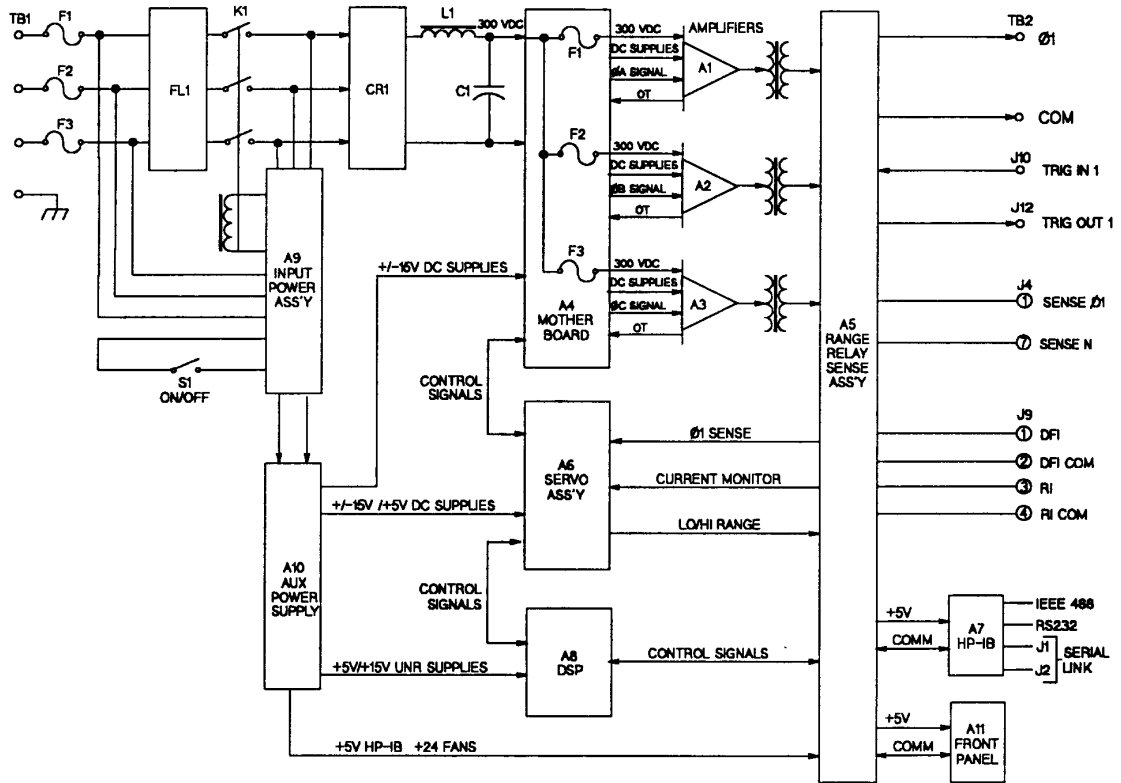 TB1
F1
F2
F3
FL1
K1
CR1
L1
300 VDC
C1
F1
300 VDC
DC SUPPLIES
ØA SIGNAL
OT
AMPLIFIERS
A1
F2
300 VDC
DC SUPPLIES
ØB SIGNAL
OT
A2
F3
300 VDC
DC SUPPLIES
ØC SIGNAL
OT
A3
A4
MOTHER
BOARD
A9
INPUT
POWER
ASS'Y
S1
ON/OFF
+/-15V DC SUPPLIES
CONTROL
SIGNALS
A6
SERVO
ASS'Y
Ø1 SENSE
CURRENT MONITOR
LO/HI RANGE
+/-15V /+5V DC SUPPLIES
A10
AUX
POWER
SUPPLY
CONTROL
SIGNALS
A8
DSP
CONTROL SIGNALS
+5V/+15V UNR SUPPLIES
+5V HP-IB +24 FANS
A5
RANGE
RELAY
SENSE
ASS'Y
TB2
Ø1
COM
J10
TRIG IN 1
J12
TRIG OUT 1
J4
1 SENSE Ø1
7 SENSE N
J9
1 DFI
2 DFI COM
3 RI
4 RI COM
+5V
COMM
A7
HP-IB
IEEE 488
RS232
J1
J2
SERIAL
LINK
+5V
COMM
A11
FRONT
PANEL